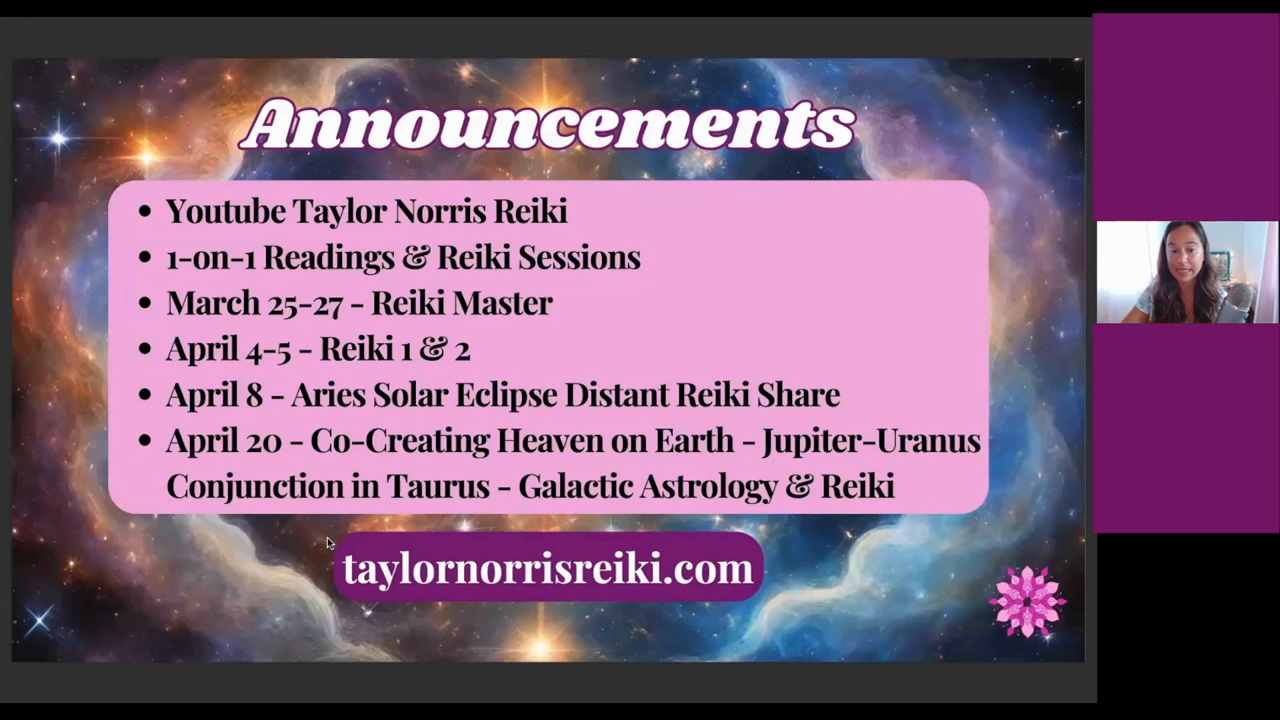 Announcements
• Youtube Taylor Norris Reiki
• 1-on-1 Readings & Reiki Sessions
• March 25-27 - Reiki Master
• April 4-5 - Reiki 1 & 2
• April 8 - Aries Solar Eclipse Distant Reiki Share
• April 20 - Co-Creating Heaven on Earth - Jupiter-Uranus
Conjunction in Taurus - Galactic Astrology & Reiki
taylornorrisreiki.com